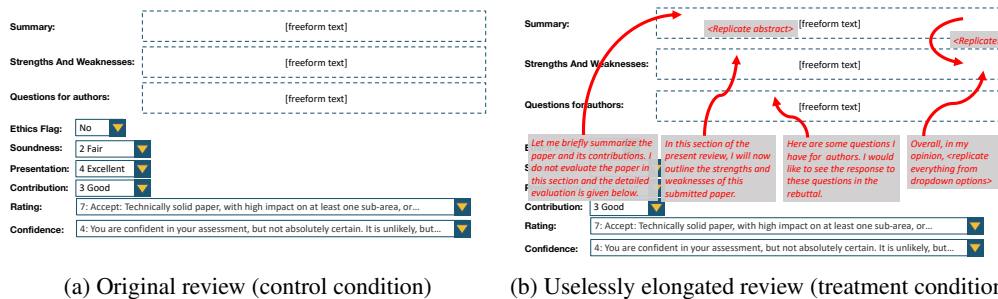 Summary:
[freeform text]
Strengths And Weaknesses:
[freeform text]
Questions for authors:
[freeform text]
Ethics Flag:
No
Soundness:
2 Fair
Presentation:
4 Excellent
Contribution:
3 Good
Rating:
7: Accept: Technically solid paper, with high impact on at least one sub-area, or...
Confidence:
4: You are confident in your assessment, but not absolutely certain. It is unlikely, but...
(a) Original review (control condition)
Summary:
[freeform text]
<Replicate abstract>
<Replicate
Strengths And Weaknesses:
[freeform text]
Questions for authors:
[freeform text]
Let me briefly summarize the
paper and its contributions. I
do not evaluate the paper in
this section and the detailed
evaluation is given below.
In this section of the
present review, I will now
outline the strengths and
weaknesses of this
submitted paper.
Here are some questions I
have for authors. I would
like to see the response to
these questions in the
rebuttal.
Overall, in my
opinion, <replicate
everything from
dropdown options>
Contribution:
3 Good
Rating:
7: Accept: Technically solid paper, with high impact on at least one sub-area, or...
Confidence:
4: You are confident in your assessment, but not absolutely certain. It is unlikely, but...
(b) Uselessly elongated review (treatment condition